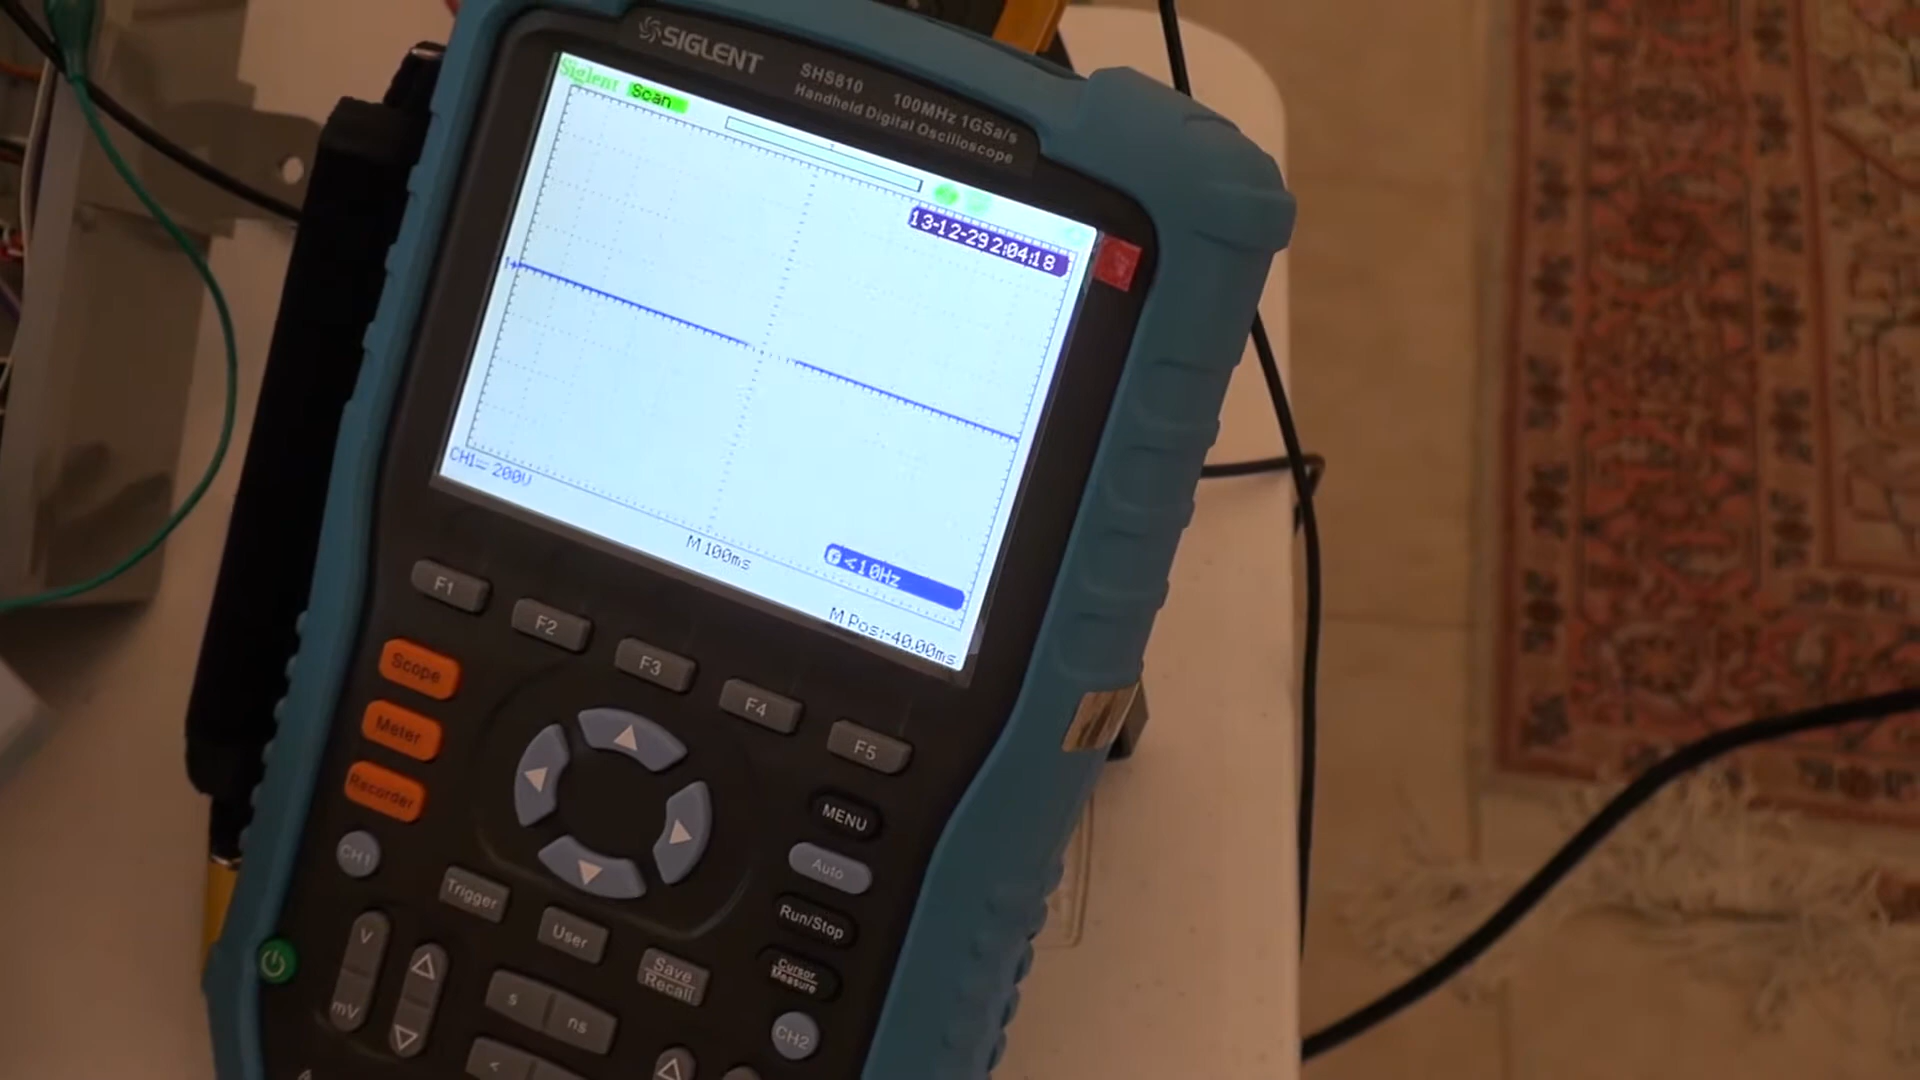 SIGLENT
SHS810 100MHz 1GSa/s
Handheld Digital Oscilloscope
Siglent Scan
13-12-29 2:04:18
CH1 200V
M 100ms
F <10Hz
M Pos:-40.00ms
F1
F2
F3
F4
F5
Scope
Meter
Recorder
MENU
Auto
CH1
Trigger
User
Save
Recall
Run/Stop
Cursor
Measure
V
mV
s
ns
CH2